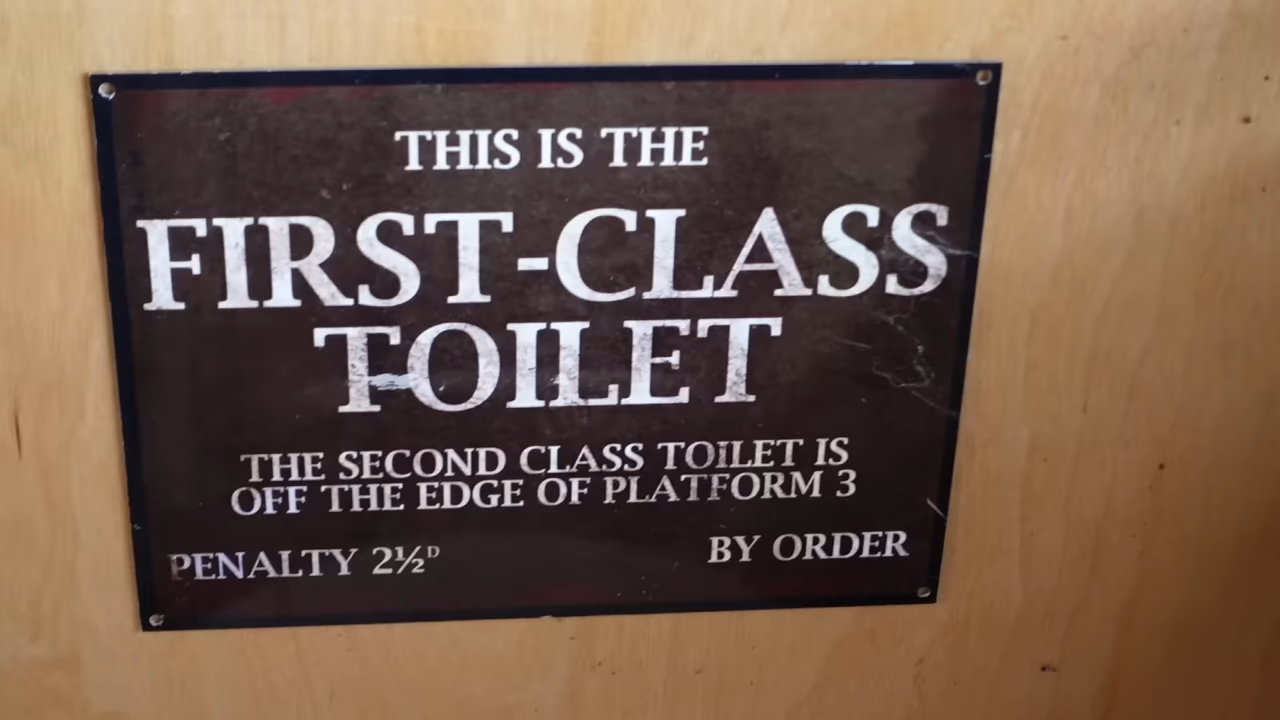 THIS IS THE
FIRST-CLASS
TOILET
THE SECOND CLASS TOILET IS
OFF THE EDGE OF PLATFORM 3
PENALTY 2½ᴰ BY ORDER